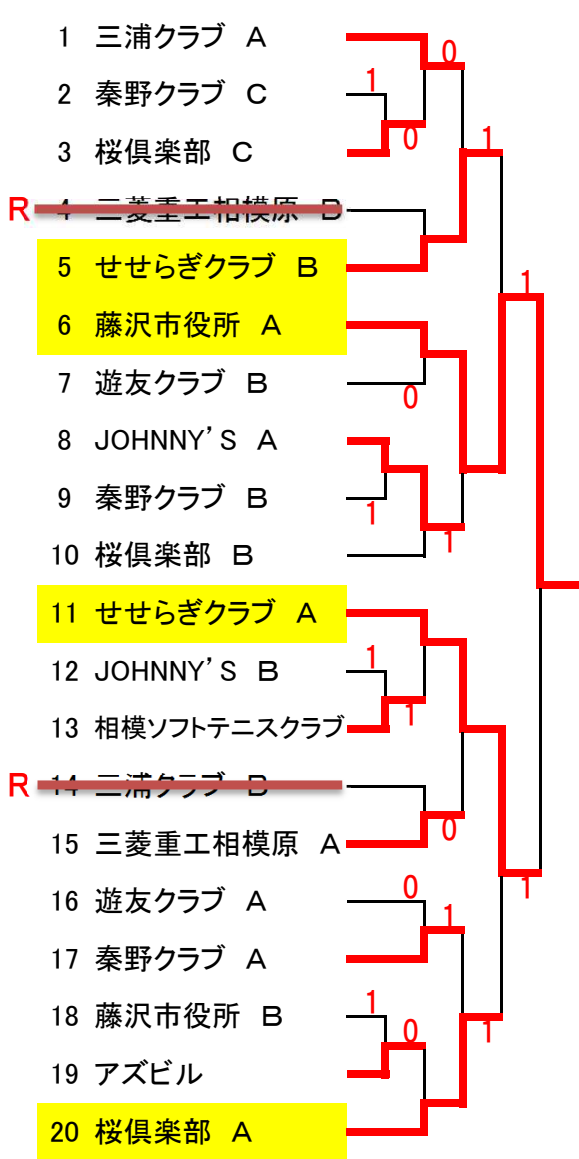 1 三浦クラブ A
0
1
2 秦野クラブ C
3 桜倶楽部 C
0
1
R 4 三菱重工相模原 B
5 せせらぎクラブ B
1
6 藤沢市役所 A
7 遊友クラブ B
0
8 JOHNNY'S A
9 秦野クラブ B
1
1
10 桜倶楽部 B
11 せせらぎクラブ A
12 JOHNNY'S B
1
13 相模ソフトテニスクラブ
1
R 14 三浦クラブ B
15 三菱重工相模原 A
0
16 遊友クラブ A
0
1
1
17 秦野クラブ A
18 藤沢市役所 B
1
0
1
19 アズビル
20 桜倶楽部 A